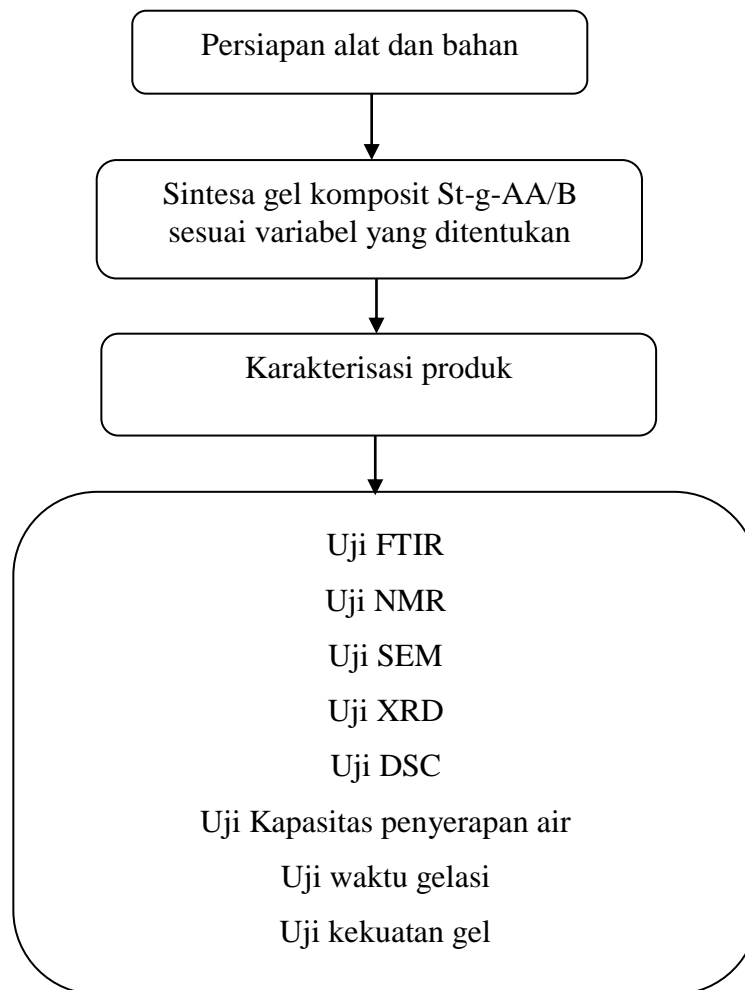 Persiapan alat dan bahan
Sintesa gel komposit St-g-AA/B
sesuai variabel yang ditentukan
Karakterisasi produk
Uji FTIR
Uji NMR
Uji SEM
Uji XRD
Uji DSC
Uji Kapasitas penyerapan air
Uji waktu gelasi
Uji kekuatan gel